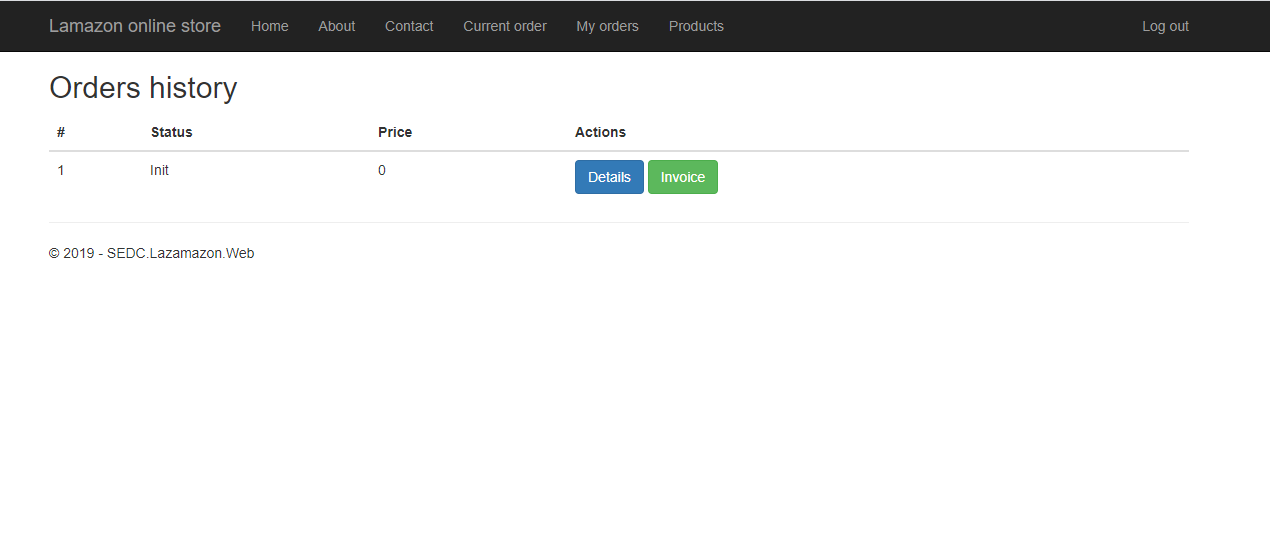 Lamazon online store Home About Contact Current order My orders Products Log out
Orders history
# Status Price Actions
1 Init 0 Details Invoice
© 2019 - SEDC.Lazamazon.Web